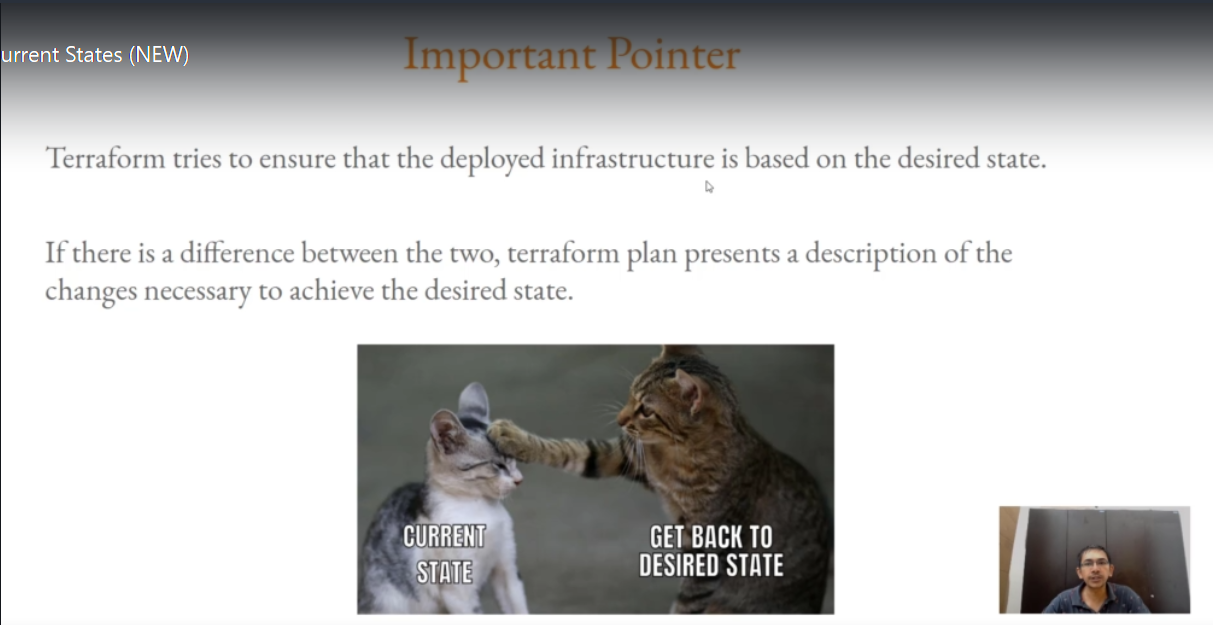 urrent States (NEW)
Important Pointer
Terraform tries to ensure that the deployed infrastructure is based on the desired state.
If there is a difference between the two, terraform plan presents a description of the
changes necessary to achieve the desired state.
CURRENT
STATE
GET BACK TO
DESIRED STATE